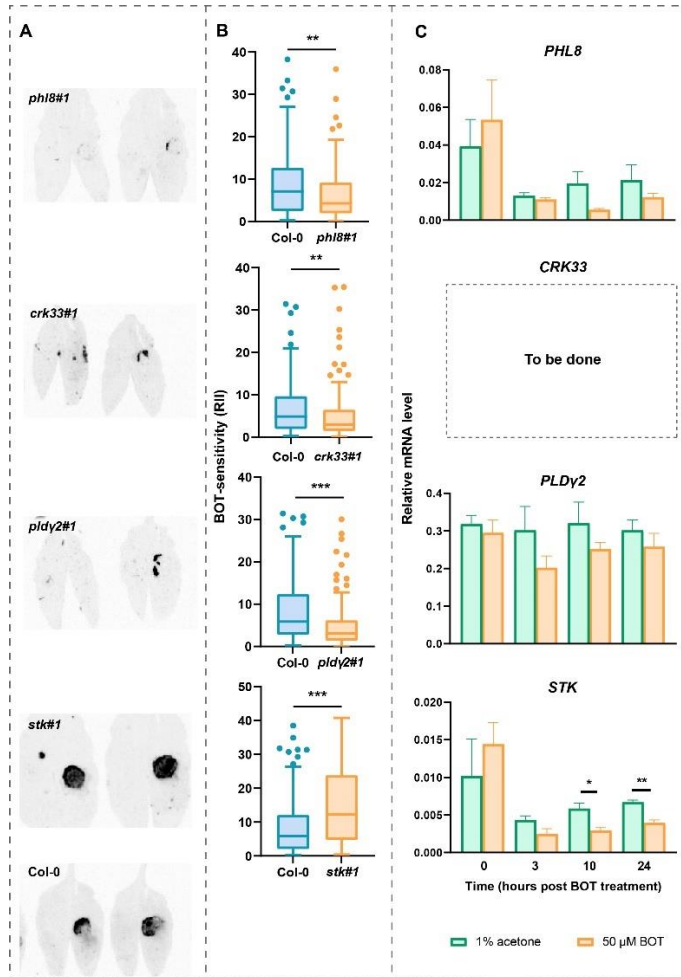 A
B
C
phl8#1
crk33#1
pldγ2#1
stk#1
Col-0
BOT-sensitivity (RII)
**
40
30
20
10
0
Col-0 phl8#1
**
40
30
20
10
0
Col-0 crk33#1
***
40
30
20
10
0
Col-0 pldγ2#1
***
50
40
30
20
10
0
Col-0 stk#1
Relative mRNA level
PHL8
0.08
0.06
0.04
0.02
0.00
CRK33
To be done
PLDγ2
0.4
0.3
0.2
0.1
0.0
STK
0.020
0.015
0.010
0.005
0.000
*
**
0 3 10 24
Time (hours post BOT treatment)
1% acetone 50 µM BOT